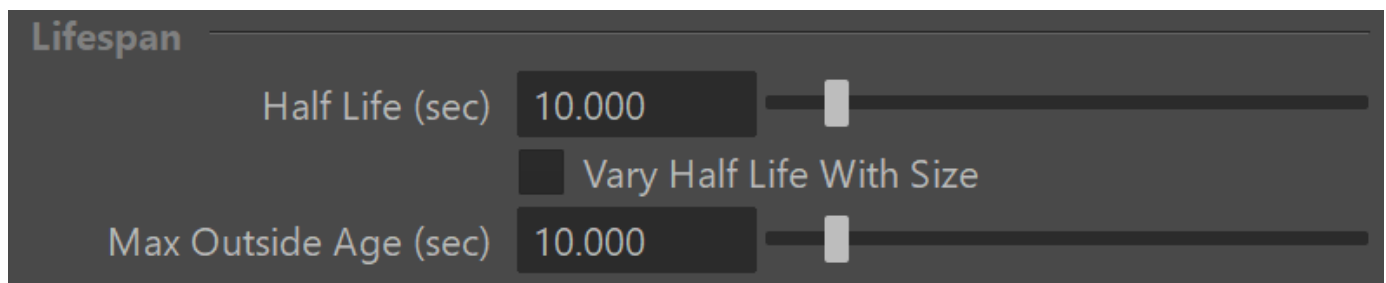 Lifespan
Half Life (sec) 10.000
Vary Half Life With Size
Max Outside Age (sec) 10.000